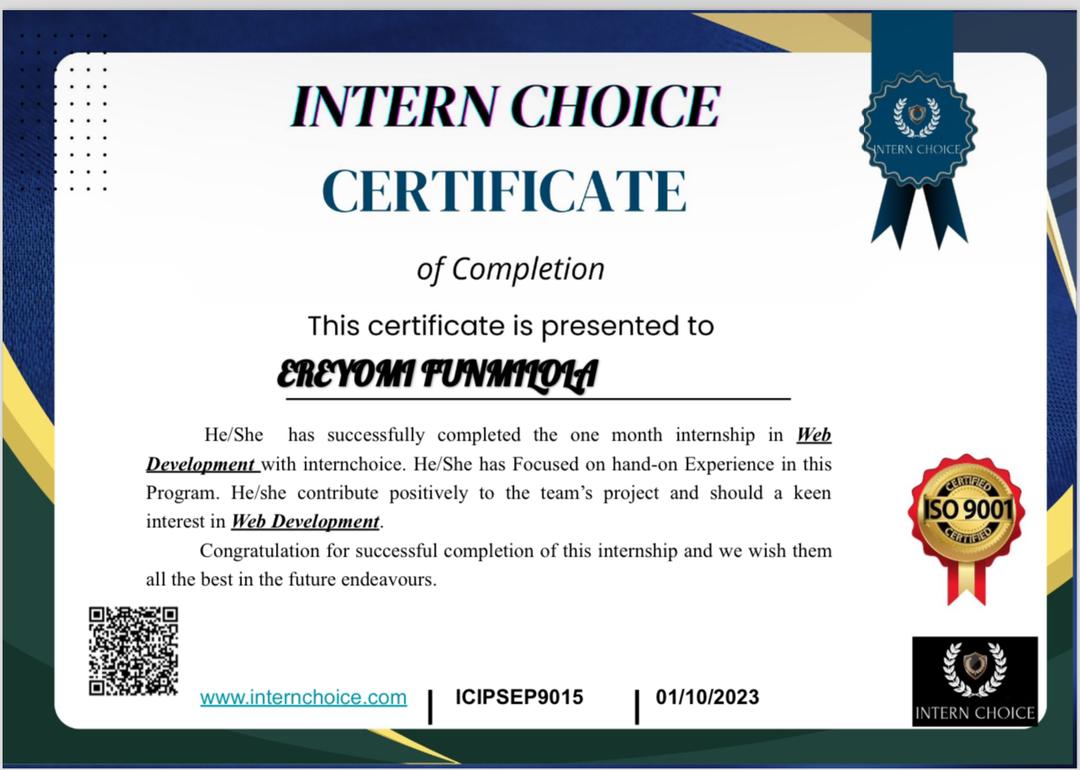 INTERN CHOICE
CERTIFICATE
INTERN CHOICE
of Completion
This certificate is presented to
EREYOMI FUNMILOLA
He/She has successfully completed the one month internship in Web
Development with internchoice. He/She has Focused on hand-on Experience in this
Program. He/she contribute positively to the team's project and should a keen
interest in Web Development.
Congratulation for successful completion of this internship and we wish them
all the best in the future endeavours.
CERTIFIED
ISO 9001
CERTIFIED
www.internchoice.com | ICIPSEP9015 | 01/10/2023
INTERN CHOICE